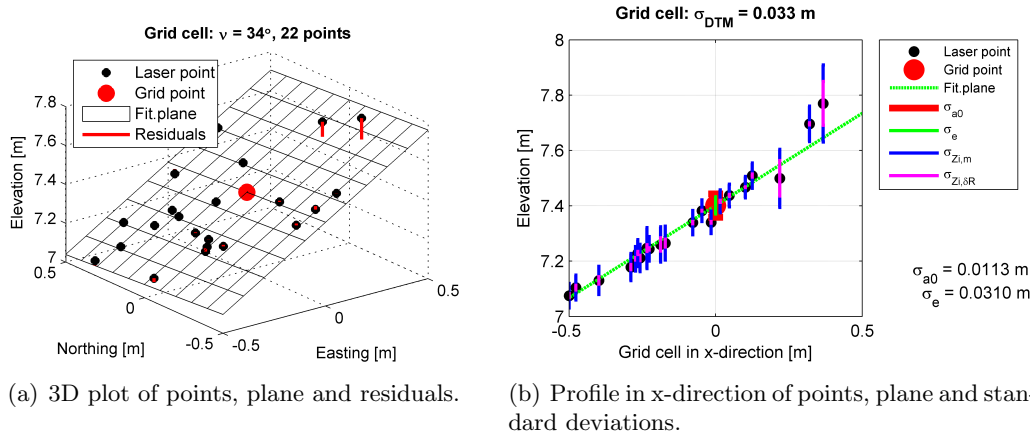 Grid cell: ν = 34°, 22 points
Laser point
Grid point
Fit.plane
Residuals
Elevation [m]
7.8
7.6
7.4
7.2
7
0.5
0
-0.5
Northing [m]
-0.5
0
0.5
Easting [m]
(a) 3D plot of points, plane and residuals.
Grid cell: σDTM = 0.033 m
Elevation [m]
8
7.8
7.6
7.4
7.2
7
-0.5
0
0.5
Grid cell in x-direction [m]
Laser point
Grid point
Fit.plane
σa0
σe
σZi,m
σZi,δR
σa0 = 0.0113 m
σe = 0.0310 m
(b) Profile in x-direction of points, plane and stan-
dard deviations.